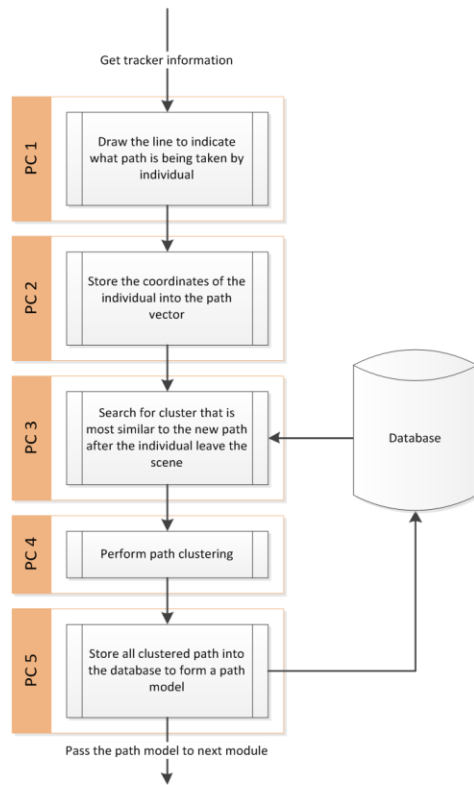 Get tracker information
PC 1
Draw the line to indicate
what path is being taken by
individual
PC 2
Store the coordinates of the
individual into the path
vector
PC 3
Search for cluster that is
most similar to the new path
after the individual leave the
scene
Database
PC 4
Perform path clustering
PC 5
Store all clustered path into
the database to form a path
model
Pass the path model to next module